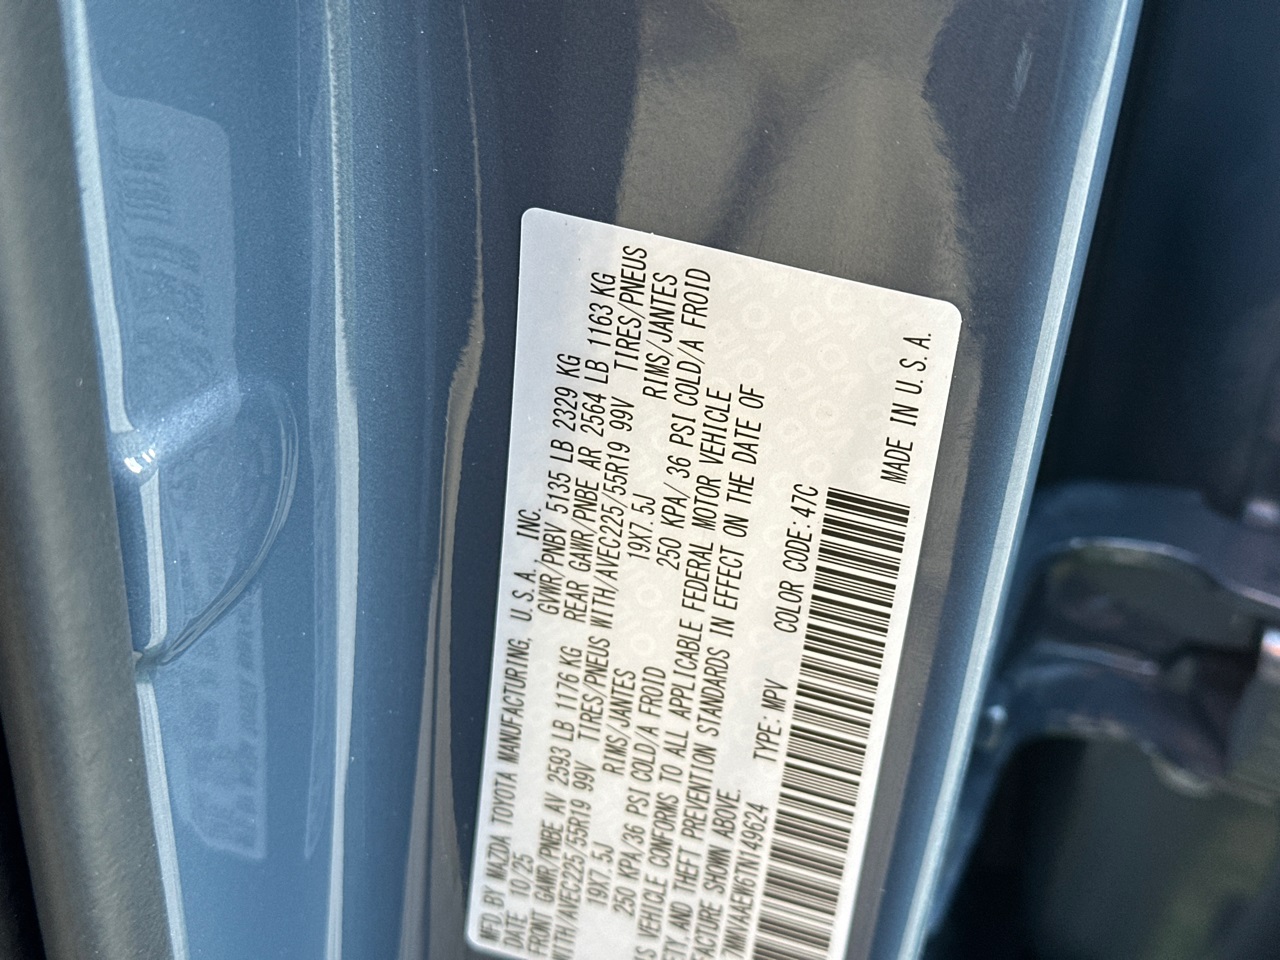 MFD. BY MAZDA TOYOTA MANUFACTURING, U. S. A. INC.
DATE 10/25 GVWR/PNBV 5135 LB 2329 KG
FRONT GAWR/PNBE AV 2593 LB 1176 KG REAR GAWR/PNBE AR 2564 LB 1163 KG
WITH/AVEC225/55R19 99V TIRES/PNEUS WITH/AVEC225/55R19 99V TIRES/PNEUS
19X7. 5J RIMS/JANTES 19X7. 5J RIMS/JANTES
250 KPA/36 PSI COLD/A FROID 250 KPA/ 36 PSI COLD/A FROID
VEHICLE CONFORMS TO ALL APPLICABLE FEDERAL MOTOR VEHICLE
AND THEFT PREVENTION STANDARDS IN EFFECT ON THE DATE OF
SHOWN ABOVE.
7MMVAAEW6TN149624 TYPE: MPV COLOR CODE: 47C
MADE IN U. S. A.